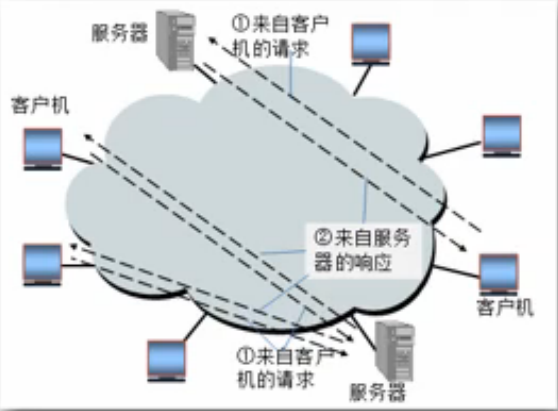 服务器
①来自客户
机的请求
客户机
②来自服务
器的响应
客户机
①来自客户
机的请求
服务器